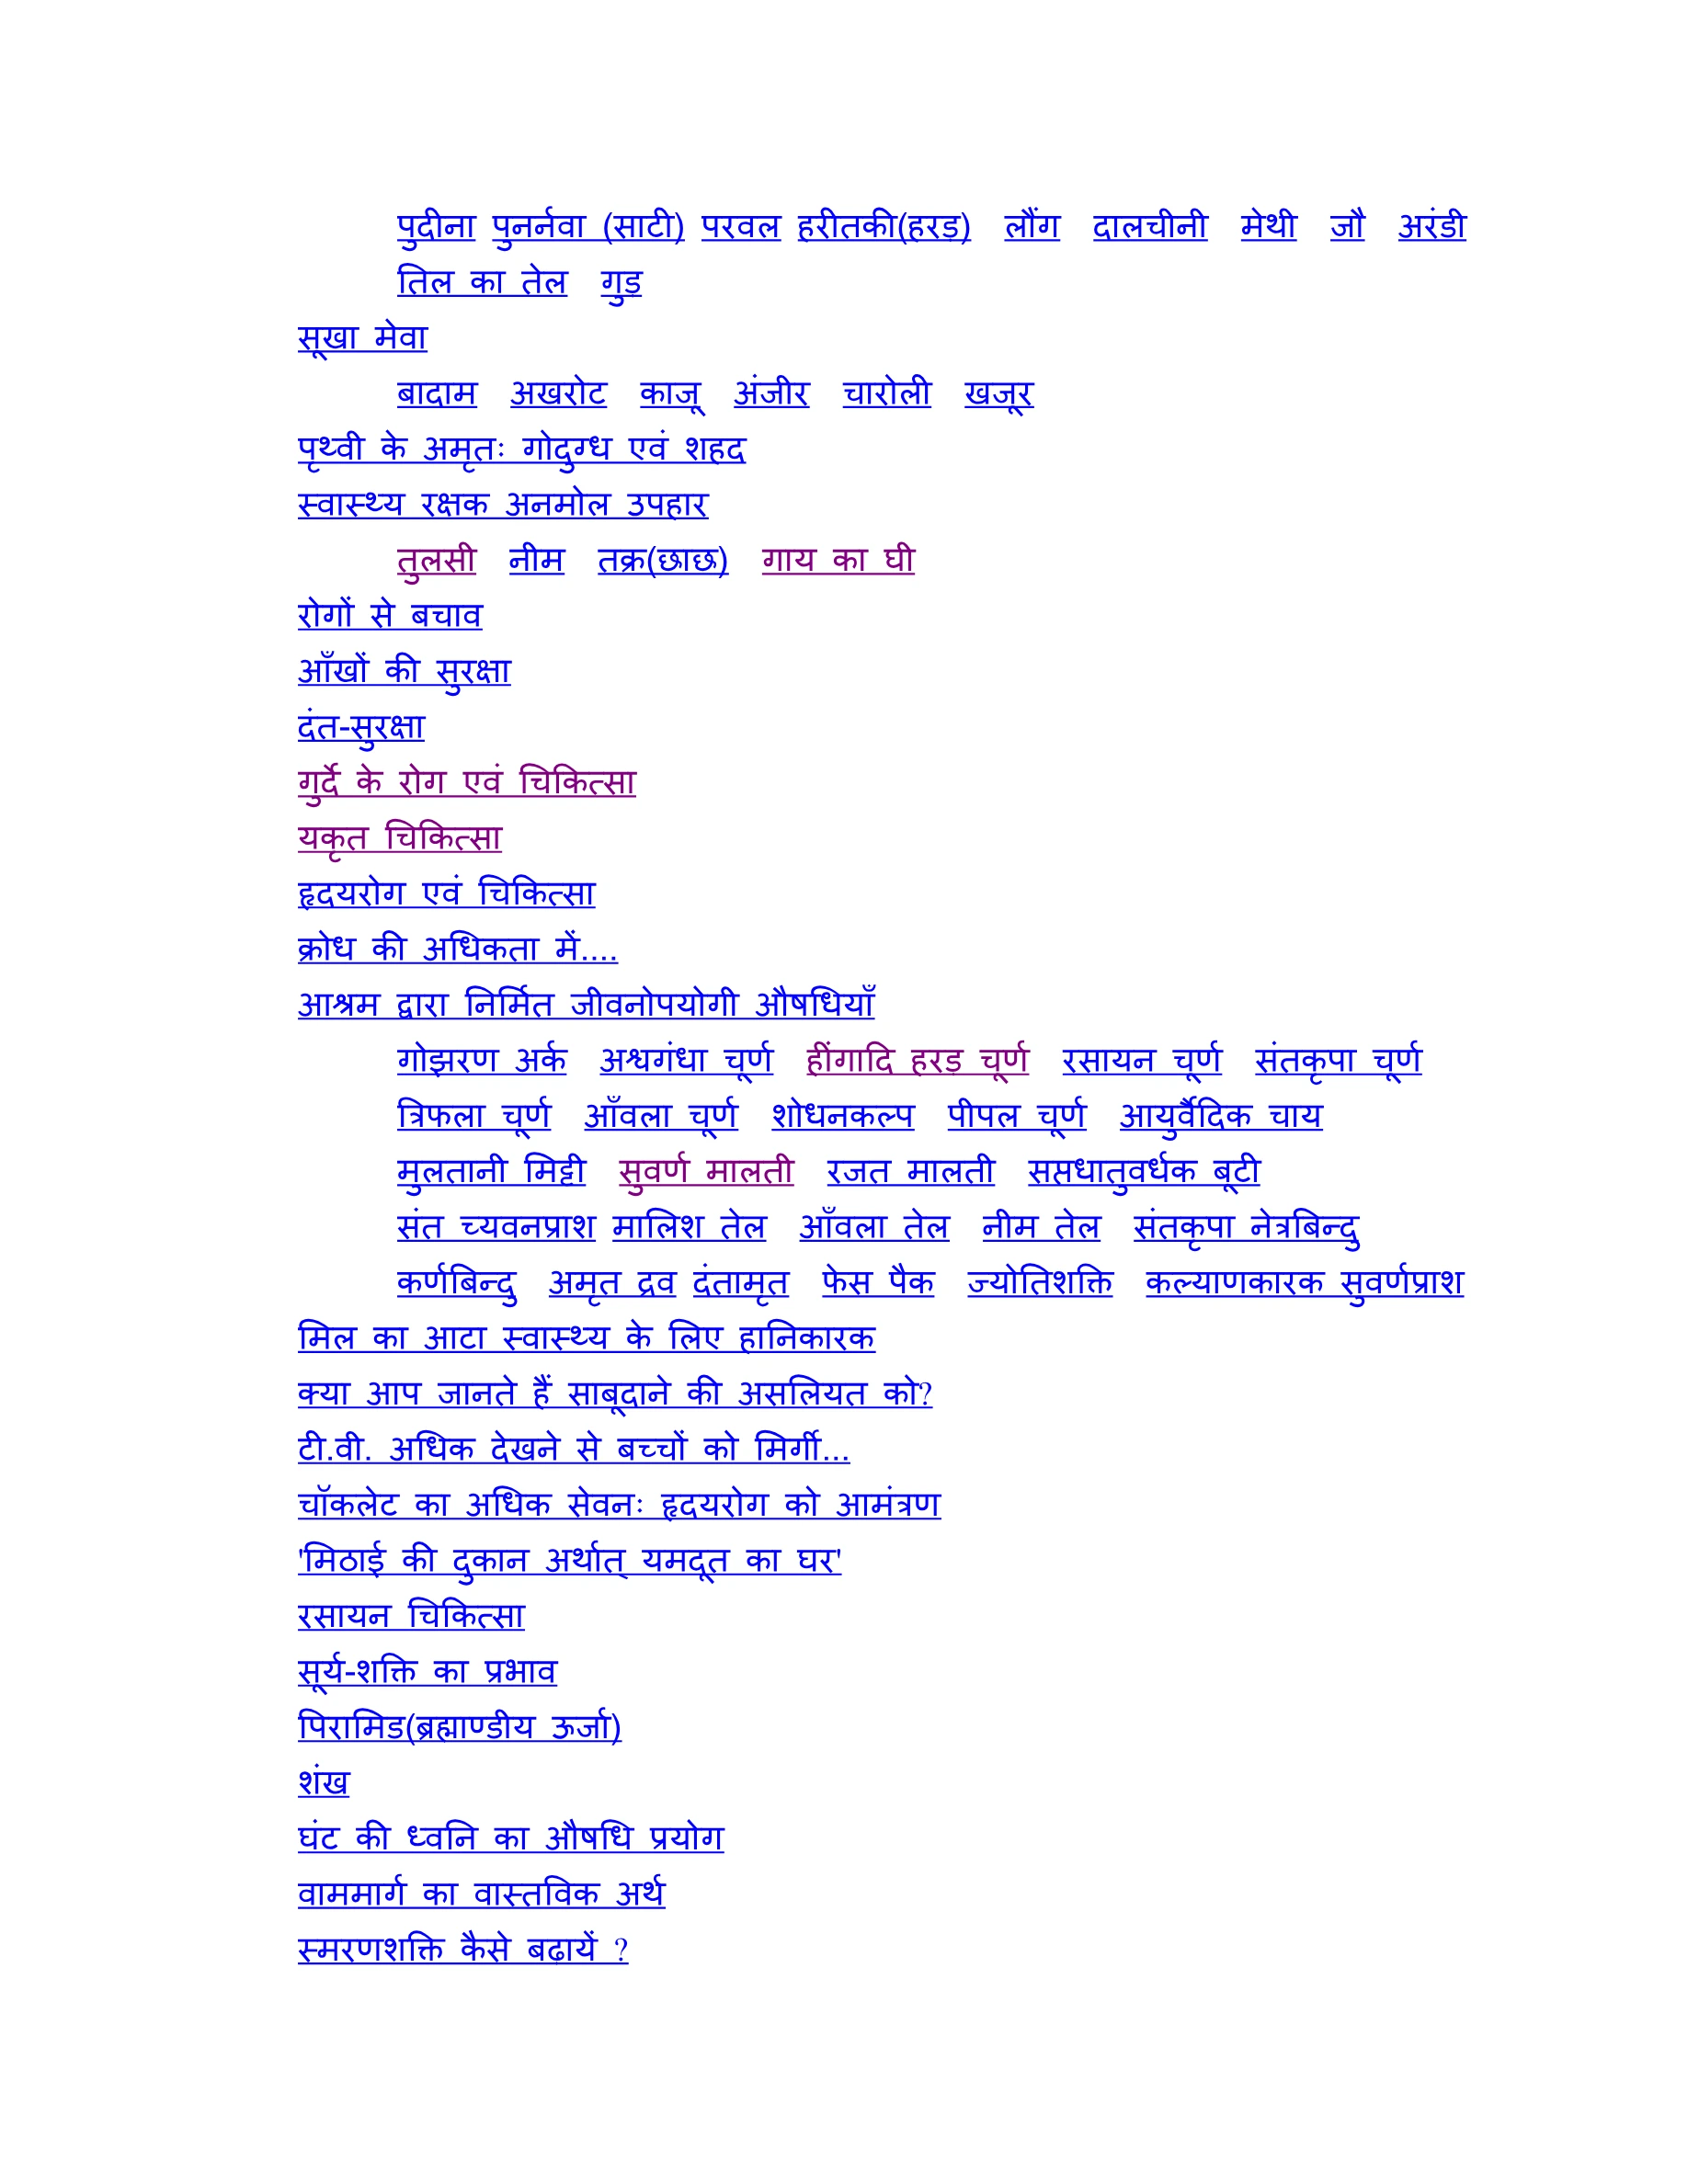 पुदीना पुनर्नवा (साटी) परवल हरीतकी(हरड़) लौंग दालचीनी मेथी जौ अरंडी
तिल का तेल गुड़
सूखा मेवा
बादाम अखरोट काजू अंजीर चारोली खजूर
पृथ्वी के अमृतः गोदुग्ध एवं शहद
स्वास्थ्य रक्षक अनमोल उपहार
तुलसी नीम तक्र(छाछ) गाय का घी
रोगों से बचाव
आँखों की सुरक्षा
दंत-सुरक्षा
गुर्दे के रोग एवं चिकित्सा
यकृत चिकित्सा
हृदयरोग एवं चिकित्सा
क्रोध की अधिकता में....
आश्रम द्वारा निर्मित जीवनोपयोगी औषधियाँ
गोझरण अर्क अश्वगंधा चूर्ण हींगादि हरड़ चूर्ण रसायन चूर्ण संतकृपा चूर्ण
त्रिफला चूर्ण आँवला चूर्ण शोधनकल्प पीपल चूर्ण आयुर्वैदिक चाय
मुलतानी मिट्टी सुवर्ण मालती रजत मालती सप्तधातुवर्धक बूटी
संत च्यवनप्राश मालिश तेल आँवला तेल नीम तेल संतकृपा नेत्रबिन्दु
कर्णबिन्दु अमृत द्रव दंतामृत फेस पैक ज्योतिशक्ति कल्याणकारक सुवर्णप्राश
मिल का आटा स्वास्थ्य के लिए हानिकारक
क्या आप जानते हैं साबूदाने की असलियत को?
टी.वी. अधिक देखने से बच्चों को मिर्गी...
चॉकलेट का अधिक सेवनः हृदयरोग को आमंत्रण
'मिठाई की दुकान अर्थात् यमदूत का घर'
रसायन चिकित्सा
सूर्य-शक्ति का प्रभाव
पिरामिड(ब्रह्माण्डीय ऊर्जा)
शंख
घंट की ध्वनि का औषधि प्रयोग
वाममार्ग का वास्तविक अर्थ
स्मरणशक्ति कैसे बढ़ायें ?